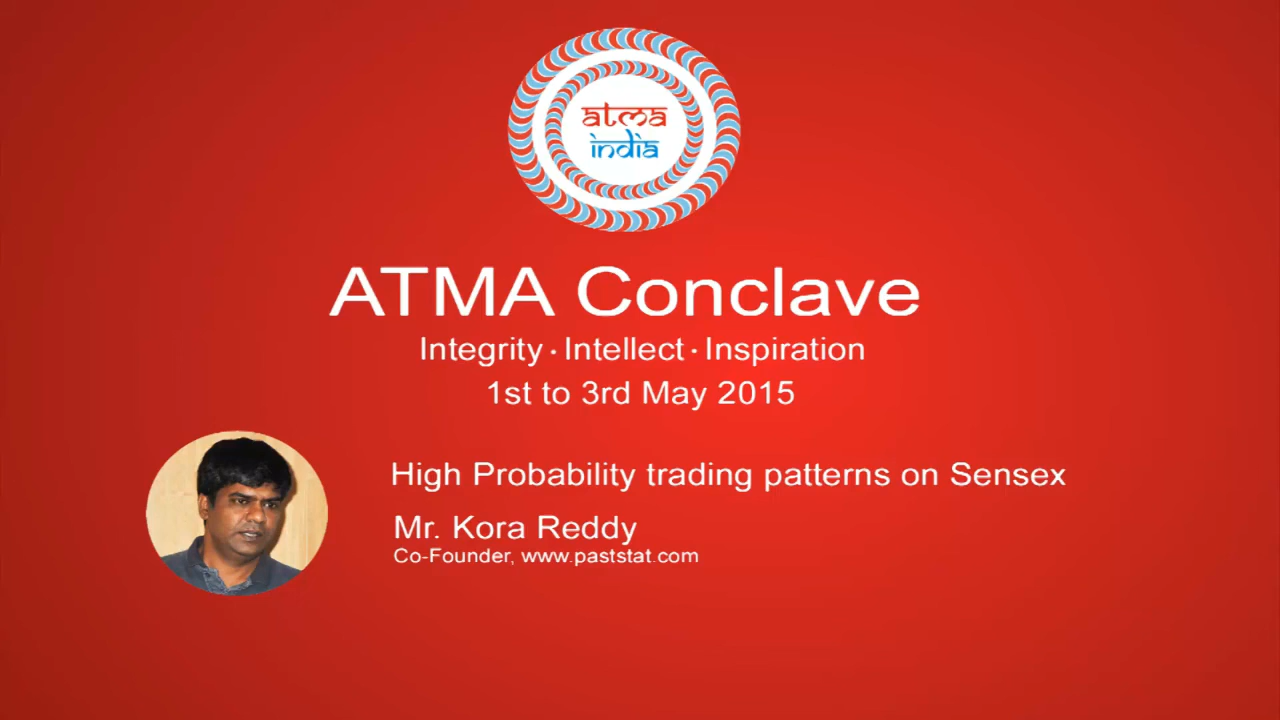 atma
india
ATMA Conclave
Integrity · Intellect · Inspiration
1st to 3rd May 2015
High Probability trading patterns on Sensex
Mr. Kora Reddy
Co-Founder, www.paststat.com